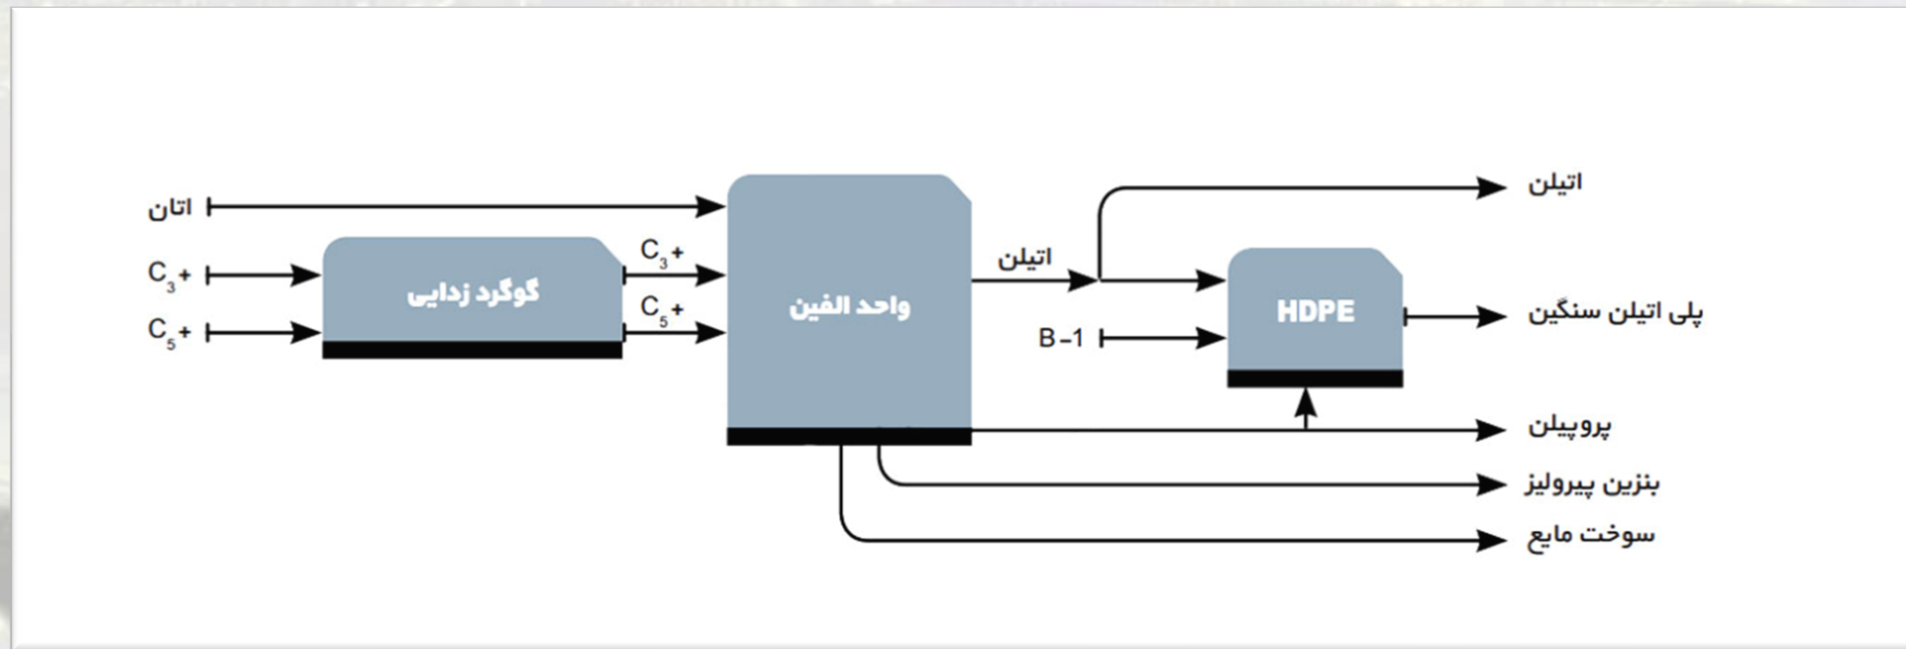 اتان
C3+
C5+
گوگرد زدایی
C3+
C5+
واحد الفین
اتیلن
B-1
HDPE
اتیلن
پلی اتیلن سنگین
پروپیلن
بنزین پیرولیز
سوخت مایع